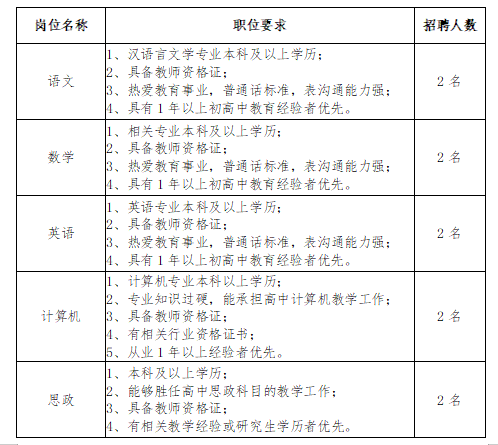 岗位名称 职位要求 招聘人数
语文
1、汉语言文学专业本科及以上学历；
2、具备教师资格证；
3、热爱教育事业，普通话标准，表沟通能力强；
4、具有1年以上初高中教育经验者优先。
2名
数学
1、相关专业本科及以上学历；
2、具备教师资格证；
3、热爱教育事业，普通话标准，表沟通能力强；
4、具有1年以上初高中教育经验者优先。
2名
英语
1、英语专业本科及以上学历；
2、具备教师资格证；
3、热爱教育事业，普通话标准，表沟通能力强；
4、具有1年以上初高中教育经验者优先。
2名
计算机
1、计算机专业本科以上学历；
2、专业知识过硬，能承担高中计算机教学工作；
3、具备教师资格证；
4、有相关行业资格证书；
5、从业1年以上经验者优先。
2名
思政
1、本科及以上学历；
2、能够胜任高中思政科目的教学工作；
3、具备教师资格证；
4、有相关教学经验或研究生学历者优先。
2名